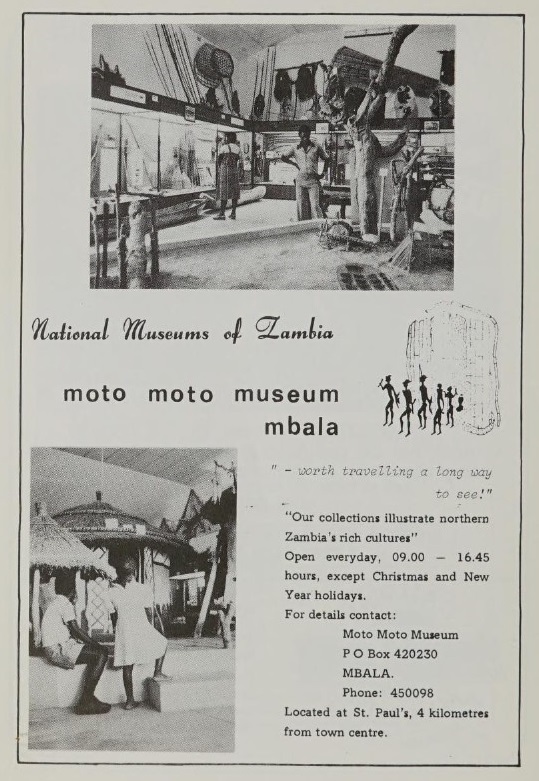 National Museums of Zambia
moto moto museum
mbala
" - worth travelling a long way
to see!"
"Our collections illustrate northern
Zambia's rich cultures"
Open everyday, 09.00 — 16.45
hours, except Christmas and New
Year holidays.
For details contact:
Moto Moto Museum
P O Box 420230
MBALA.
Phone: 450098
Located at St. Paul's, 4 kilometres
from town centre.